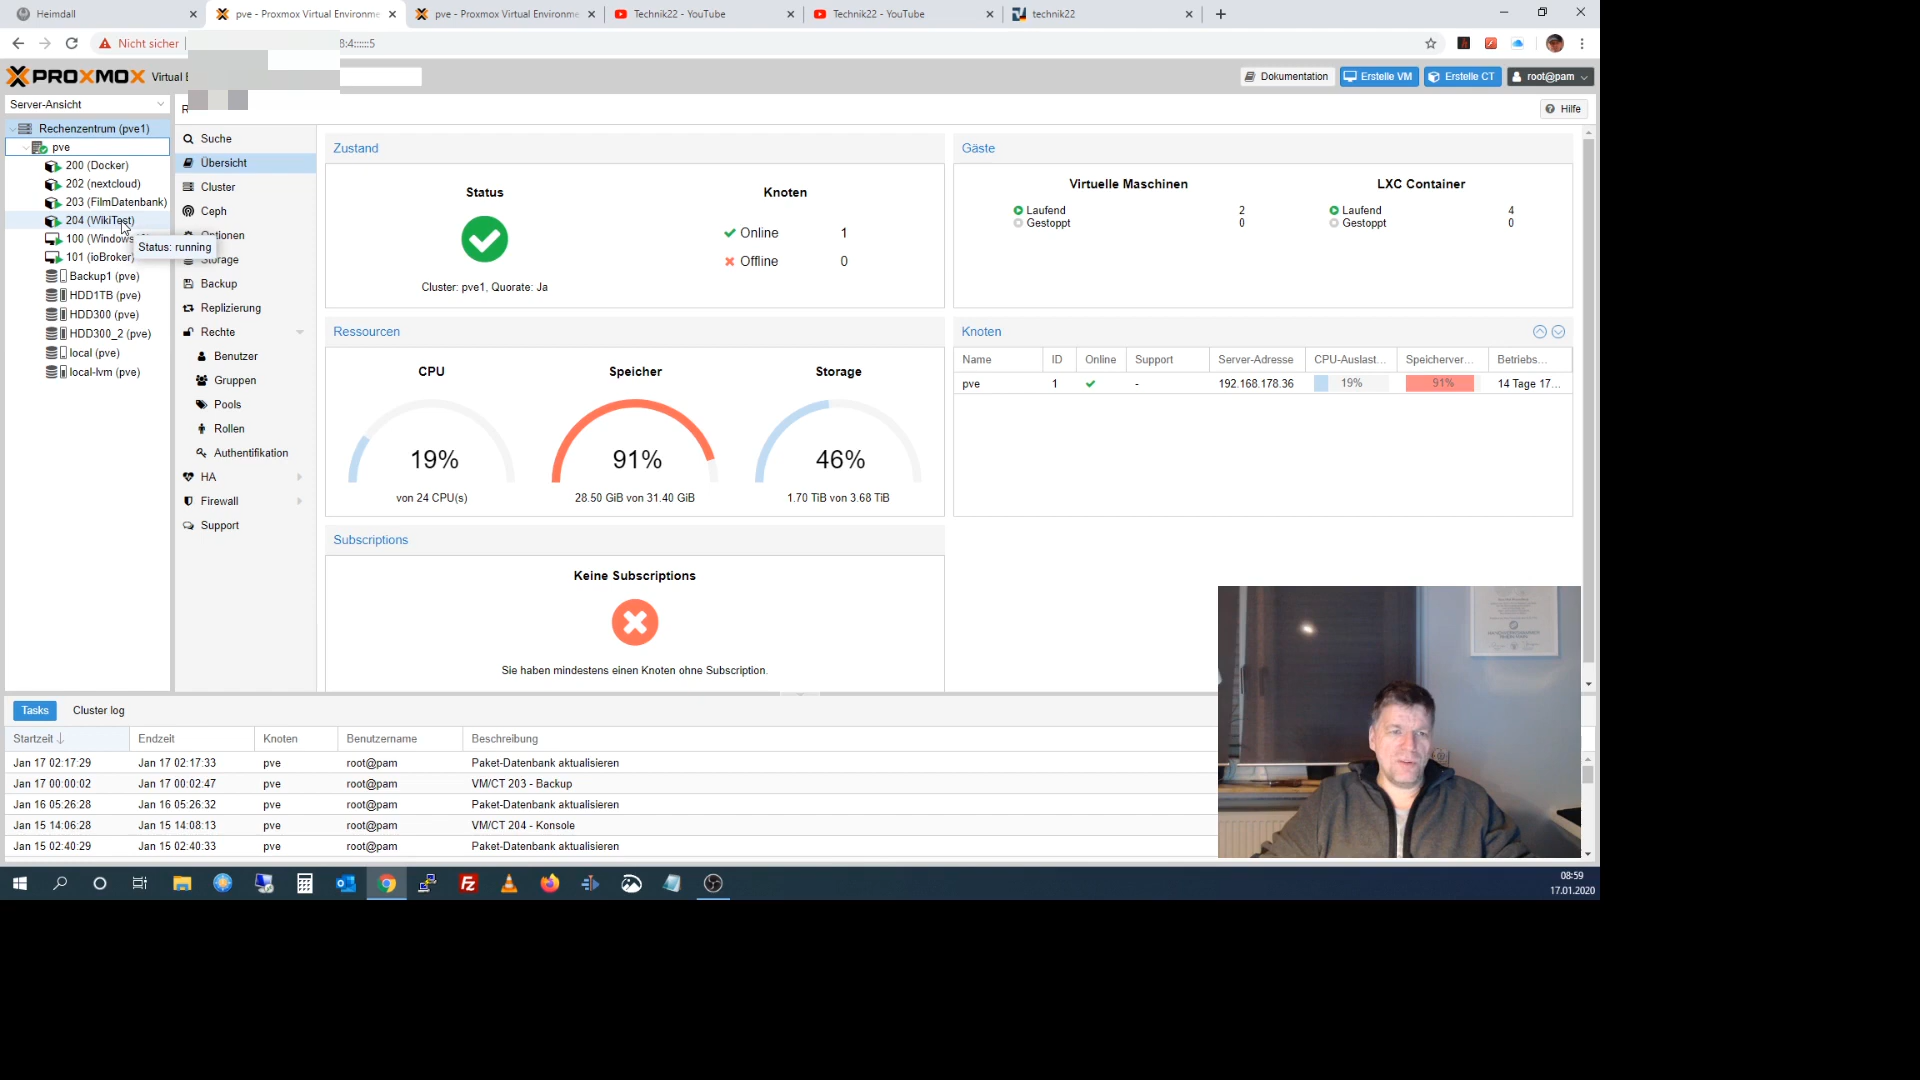 Heimdall
pve - Proxmox Virtual Environme
pve - Proxmox Virtual Environme
Technik22 - YouTube
Technik22 - YouTube
technik22
Nicht sicher
8:4::::::5
PROXMOX Virtual E
Dokumentation
Erstelle VM
Erstelle CT
root@pam
Server-Ansicht
R
Hilfe
Rechenzentrum (pve1)
pve
200 (Docker)
202 (nextcloud)
203 (FilmDatenbank)
204 (WikiTest)
100 (Windows
101 (ioBroker)
Backup1 (pve)
HDD1TB (pve)
HDD300 (pve)
HDD300_2 (pve)
local (pve)
local-lvm (pve)
Status: running
Suche
Übersicht
Cluster
Ceph
Optionen
Storage
Backup
Replizierung
Rechte
Benutzer
Gruppen
Pools
Rollen
Authentifikation
HA
Firewall
Support
Zustand
Status
Cluster: pve1, Quorate: Ja
Knoten
Online 1
Offline 0
Gäste
Virtuelle Maschinen
Laufend 2
Gestoppt 0
LXC Container
Laufend 4
Gestoppt 0
Ressourcen
CPU
19%
von 24 CPU(s)
Speicher
91%
28.50 GiB von 31.40 GiB
Storage
46%
1.70 TiB von 3.68 TiB
Knoten
Name ID Online Support Server-Adresse CPU-Auslast... Speicherver... Betriebs...
pve 1 - 192.168.178.36 19% 91% 14 Tage 17...
Subscriptions
Keine Subscriptions
Sie haben mindestens einen Knoten ohne Subscription.
Tasks
Cluster log
Startzeit Endzeit Knoten Benutzername Beschreibung
Jan 17 02:17:29 Jan 17 02:17:33 pve root@pam Paket-Datenbank aktualisieren
Jan 17 00:00:02 Jan 17 00:02:47 pve root@pam VM/CT 203 - Backup
Jan 16 05:26:28 Jan 16 05:26:32 pve root@pam Paket-Datenbank aktualisieren
Jan 15 14:06:28 Jan 15 14:08:13 pve root@pam VM/CT 204 - Konsole
Jan 15 02:40:29 Jan 15 02:40:33 pve root@pam Paket-Datenbank aktualisieren
08:59
17.01.2020